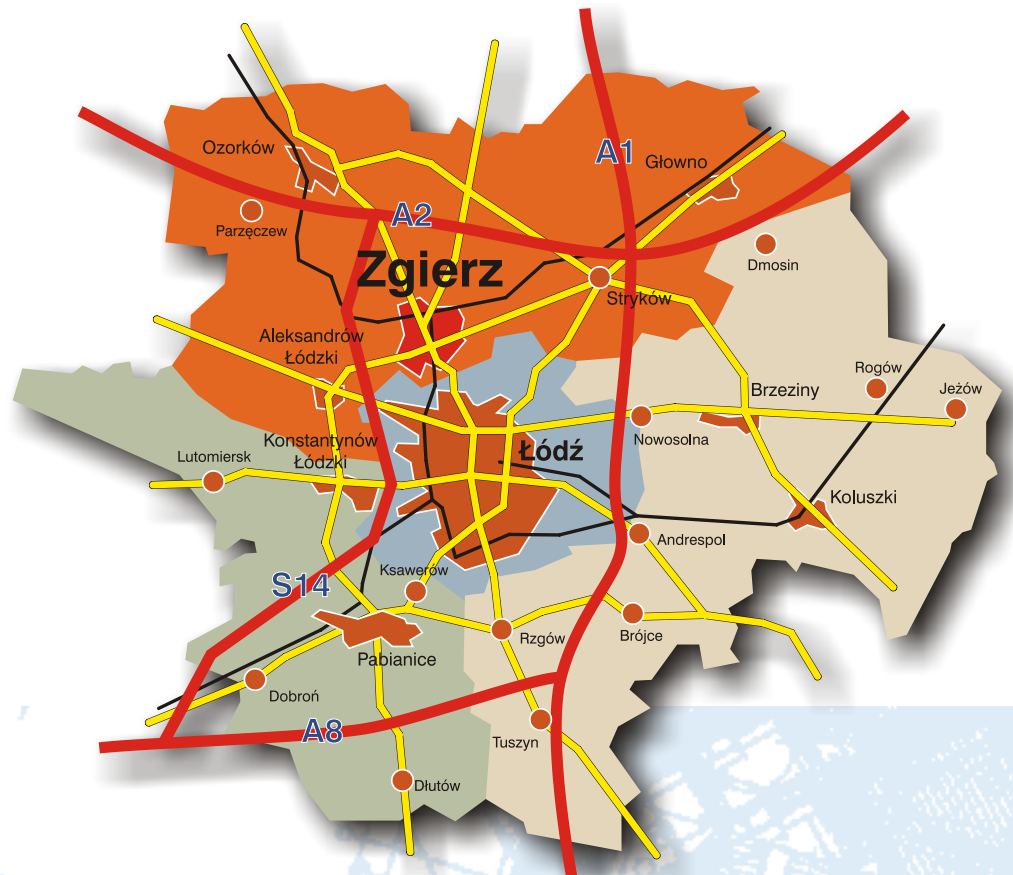 Ozorków
A1
Głowno
A2
Parzęczew
Dmosin
Zgierz
Stryków
Aleksandrów
Łódzki
Rogów
Brzeziny
Jeżów
Konstantynów
Łódzki
Łódź
Nowosolna
Lutomiersk
Koluszki
Andrespol
Ksawerów
S14
Rzgów
Brójce
Pabianice
Dobroń
A8
Tuszyn
Dłutów